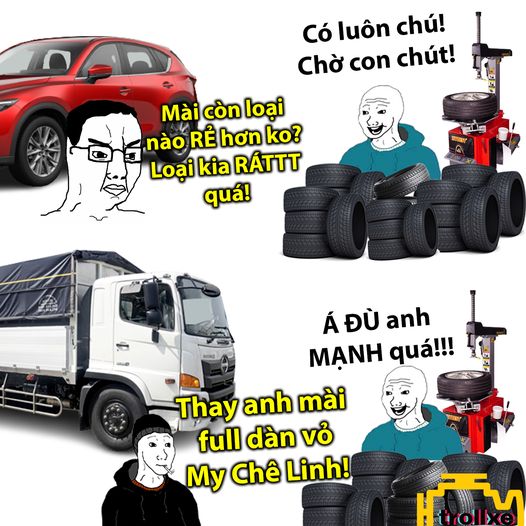 Có luôn chú!
Chờ con chút!
Mài còn loại
nào RẺ hơn ko?
Loại kia RÁTTT
quá!
Á ĐÙ anh
MẠNH quá!!!
Thay anh mài
full dàn vỏ
My Chê Linh!
trollxe